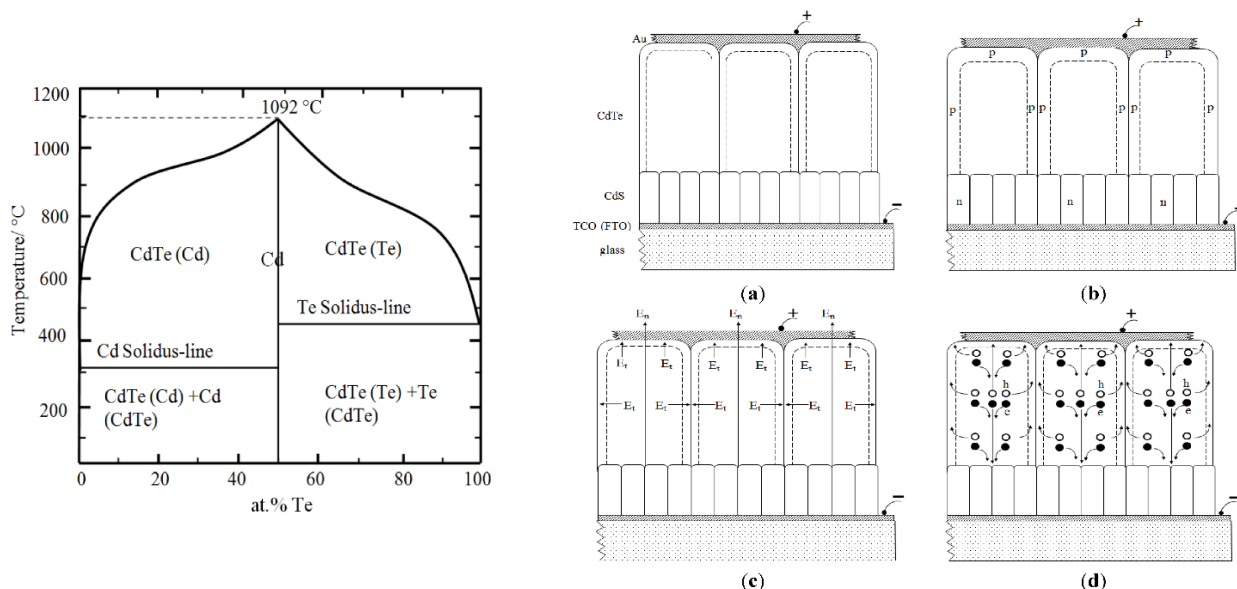 1200
1000
800
600
400
200
Temperature/ °C
1092 °C
CdTe (Cd)
Cd
CdTe (Te)
Te Solidus-line
Cd Solidus-line
CdTe (Cd) +Cd
(CdTe)
CdTe (Te) +Te
(CdTe)
0 20 40 60 80 100
at.% Te
+
Au
CdTe
CdS
−
TCO (FTO)
glass
(a)
+
p p p
p p p p p p
n n n
(b)
+
En En En
Et Et Et Et Et Et
Et Et Et Et Et Et
−
(c)
+
h h h
e e e
−
(d)